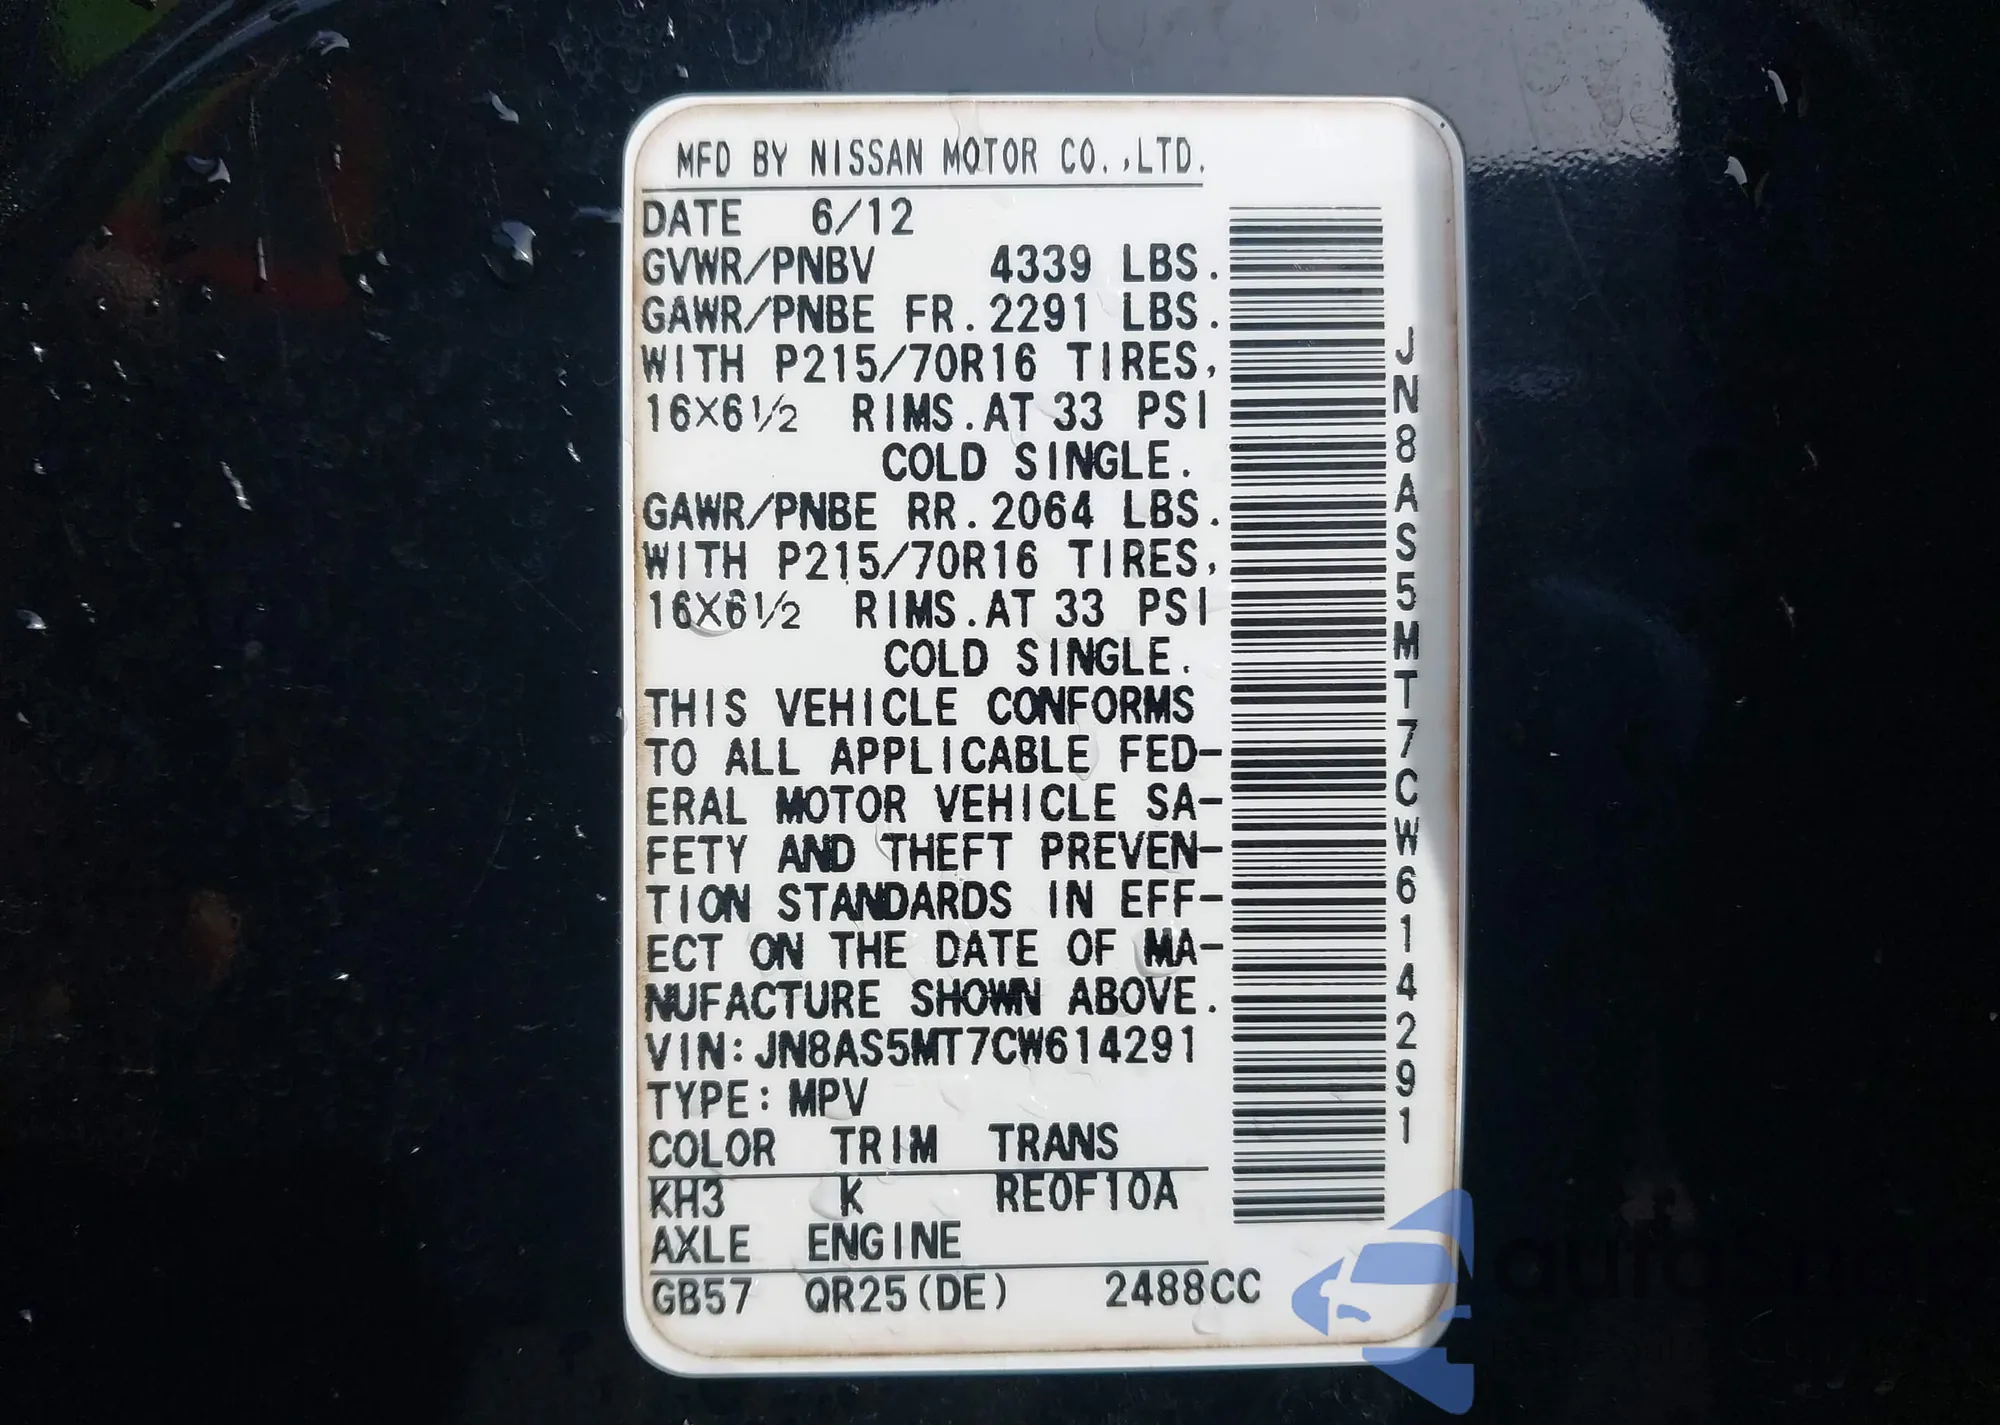 MFD BY NISSAN MOTOR CO.,LTD.
DATE 6/12
GVWR/PNBV 4339 LBS.
GAWR/PNBE FR.2291 LBS.
WITH P215/70R16 TIRES,
16X6½ RIMS.AT 33 PSI
COLD SINGLE.
GAWR/PNBE RR.2064 LBS.
WITH P215/70R16 TIRES,
16X6½ RIMS.AT 33 PSI
COLD SINGLE.
THIS VEHICLE CONFORMS
TO ALL APPLICABLE FED-
ERAL MOTOR VEHICLE SA-
FETY AND THEFT PREVEN-
TION STANDARDS IN EFF-
ECT ON THE DATE OF MA-
NUFACTURE SHOWN ABOVE.
VIN:JN8AS5MT7CW614291
TYPE:MPV
COLOR TRIM TRANS
KH3 K RE0F10A
AXLE ENGINE
GB57 QR25(DE) 2488CC
JN8AS5MT7CW614291